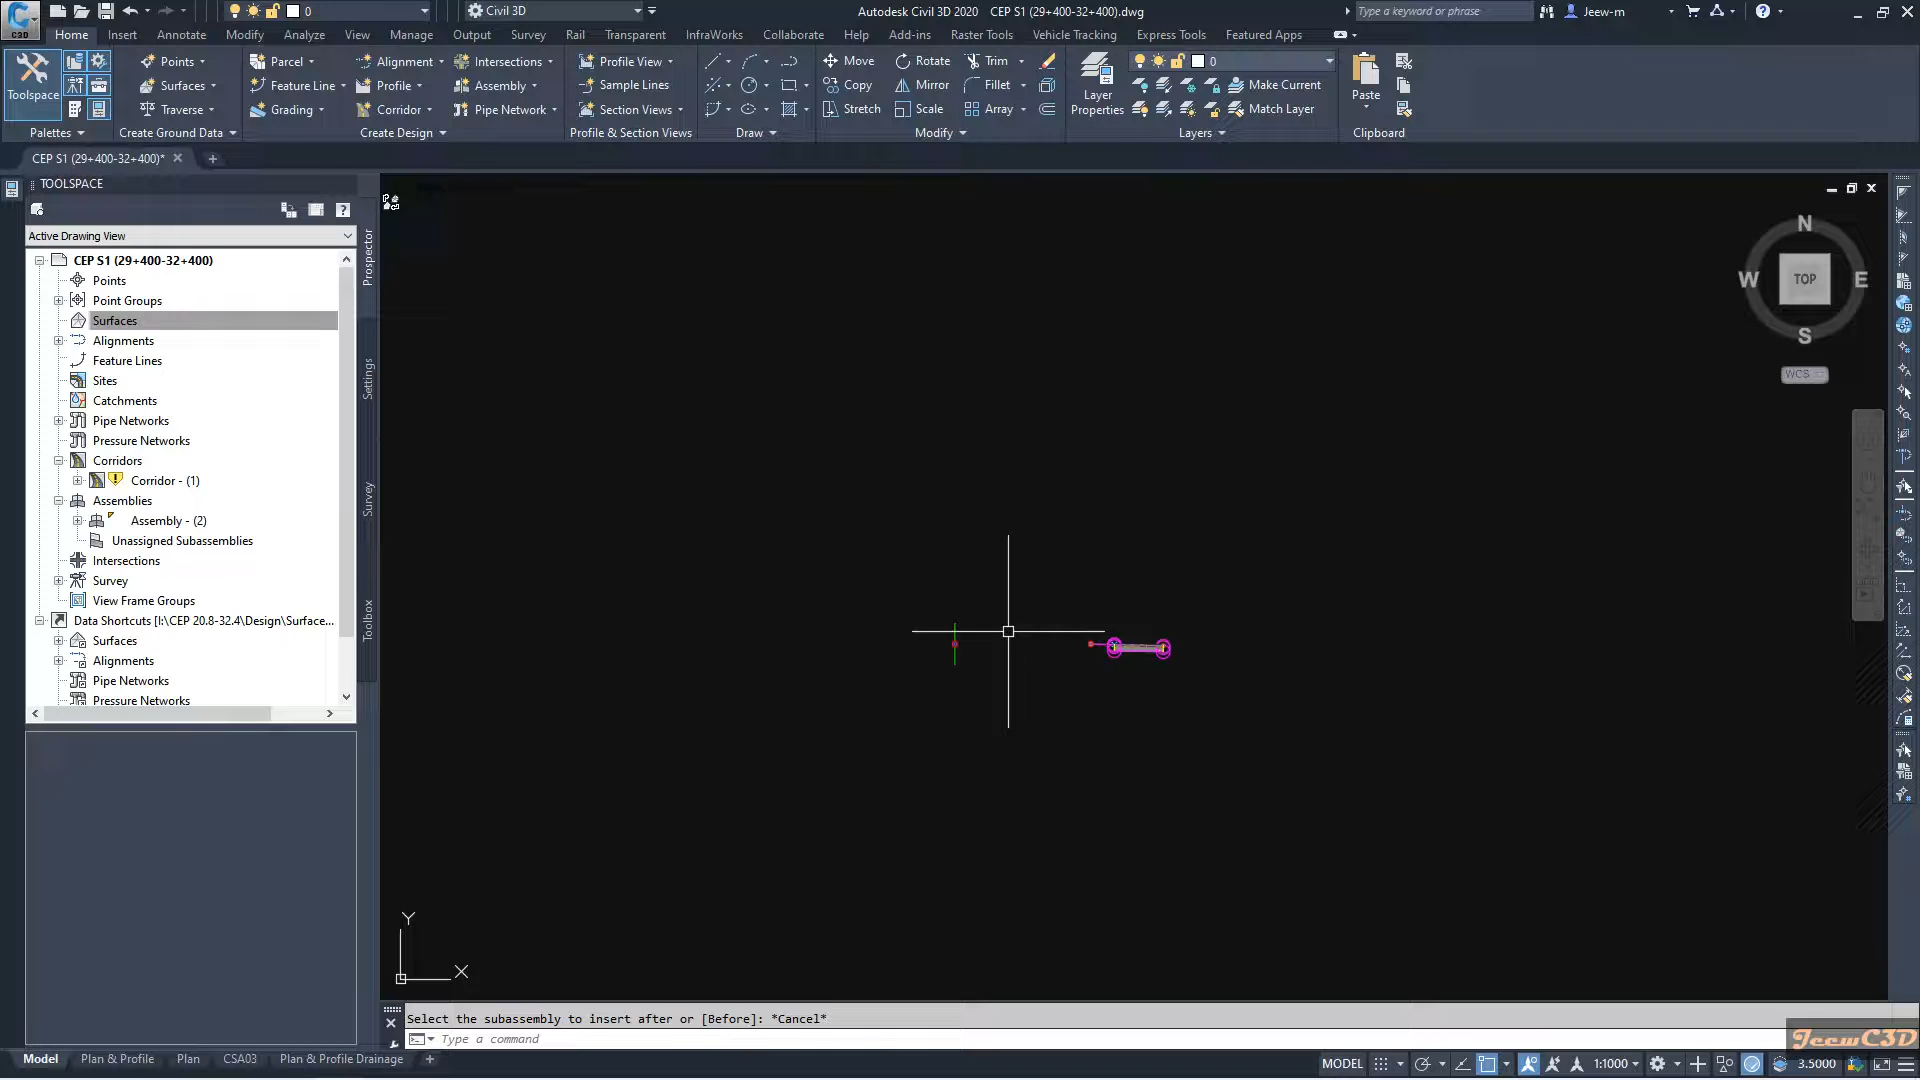 C3D
0
Civil 3D
Autodesk Civil 3D 2020 CEP S1 (29+400-32+400).dwg
Type a keyword or phrase
Jeew-m
Home Insert Annotate Modify Analyze View Manage Output Survey Rail Transparent InfraWorks Collaborate Help Add-ins Raster Tools Vehicle Tracking Express Tools Featured Apps
Points Parcel Alignment Intersections Profile View Move Rotate Trim 0
Toolspace Surfaces Feature Line Profile Assembly Sample Lines Copy Mirror Fillet Layer Properties Make Current Paste
Traverse Grading Corridor Pipe Network Section Views Stretch Scale Array Match Layer
Palettes Create Ground Data Create Design Profile & Section Views Draw Modify Layers Clipboard
CEP S1 (29+400-32+400)*
TOOLSPACE
Active Drawing View
CEP S1 (29+400-32+400)
Points
Point Groups
Surfaces
Alignments
Feature Lines
Sites
Catchments
Pipe Networks
Pressure Networks
Corridors
Corridor - (1)
Assemblies
Assembly - (2)
Unassigned Subassemblies
Intersections
Survey
View Frame Groups
Data Shortcuts [I:\CEP 20.8-32.4\Design\Surface...
Surfaces
Alignments
Pipe Networks
Pressure Networks
Prospector
Settings
Survey
Toolbox
N
W TOP E
S
WCS
Y
X
Select the subassembly to insert after or [Before]: *Cancel*
Type a command
JeewC3D
Model Plan & Profile Plan CSA03 Plan & Profile Drainage
MODEL 1:1000 3.5000